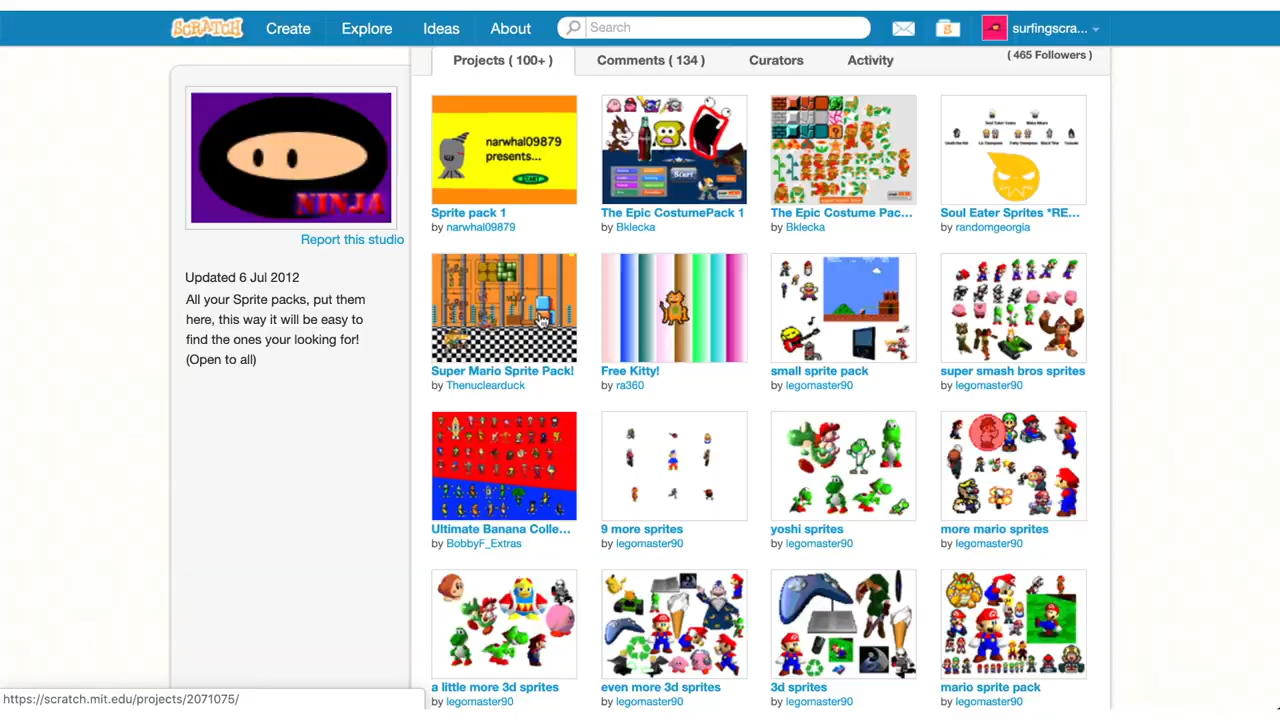 SCRATCH Create Explore Ideas About Search surfingscra...
Projects ( 100+ ) Comments ( 134 ) Curators Activity ( 465 Followers )
NINJA
Report this studio
Updated 6 Jul 2012
All your Sprite packs, put them
here, this way it will be easy to
find the ones your looking for!
(Open to all)
narwhal09879
presents...
START
Sprite pack 1
by narwhal09879
The Epic CostumePack 1
by Bklecka
The Epic Costume Pac...
by Bklecka
Soul Eater Sprites *RE...
by randomgeorgia
Super Mario Sprite Pack!
by Thenuclearduck
Free Kitty!
by ra360
small sprite pack
by legomaster90
super smash bros sprites
by legomaster90
Ultimate Banana Colle...
by BobbyF_Extras
9 more sprites
by legomaster90
yoshi sprites
by legomaster90
more mario sprites
by legomaster90
a little more 3d sprites
by legomaster90
even more 3d sprites
by legomaster90
3d sprites
by legomaster90
mario sprite pack
by legomaster90
https://scratch.mit.edu/projects/2071075/